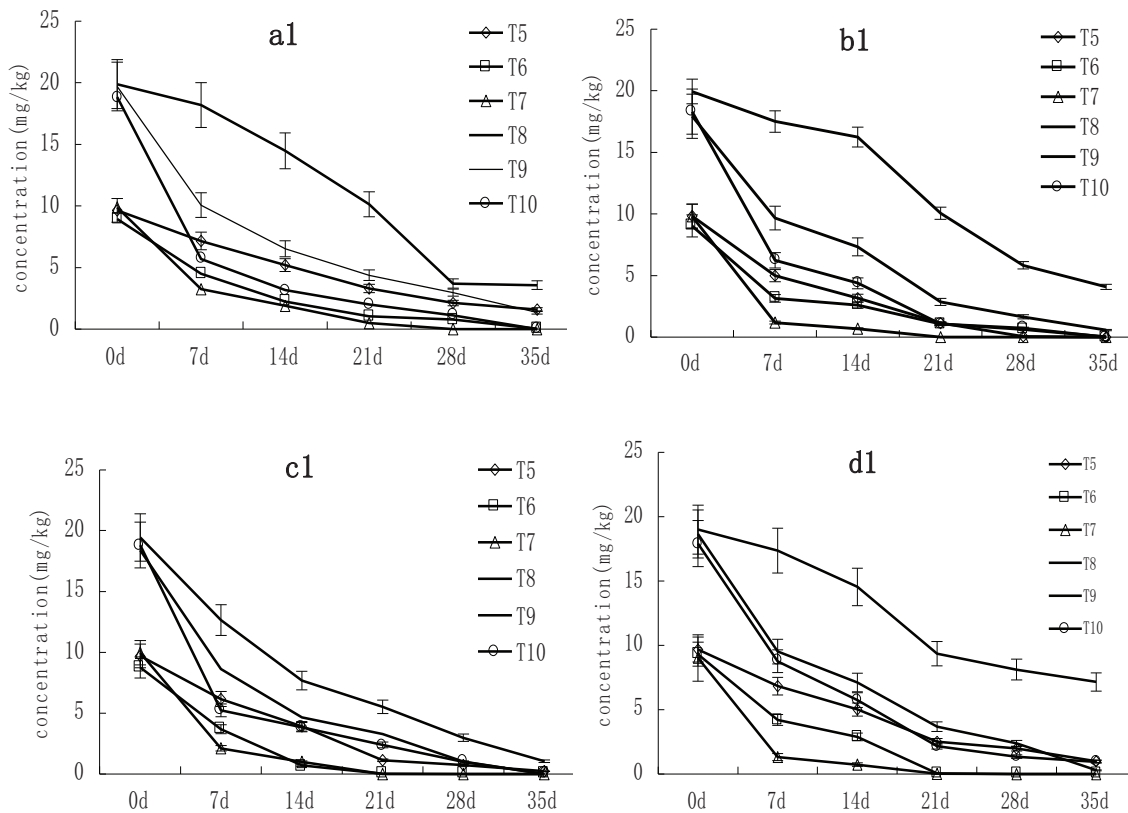 a1
concentration(mg/kg)
25
20
15
10
5
0
0d 7d 14d 21d 28d 35d
T5
T6
T7
T8
T9
T10
b1
concentration(mg/kg)
25
20
15
10
5
0
0d 7d 14d 21d 28d 35d
T5
T6
T7
T8
T9
T10
c1
concentration(mg/kg)
25
20
15
10
5
0
0d 7d 14d 21d 28d 35d
T5
T6
T7
T8
T9
T10
d1
concentration(mg/kg)
25
20
15
10
5
0
0d 7d 14d 21d 28d 35d
T5
T6
T7
T8
T9
T10